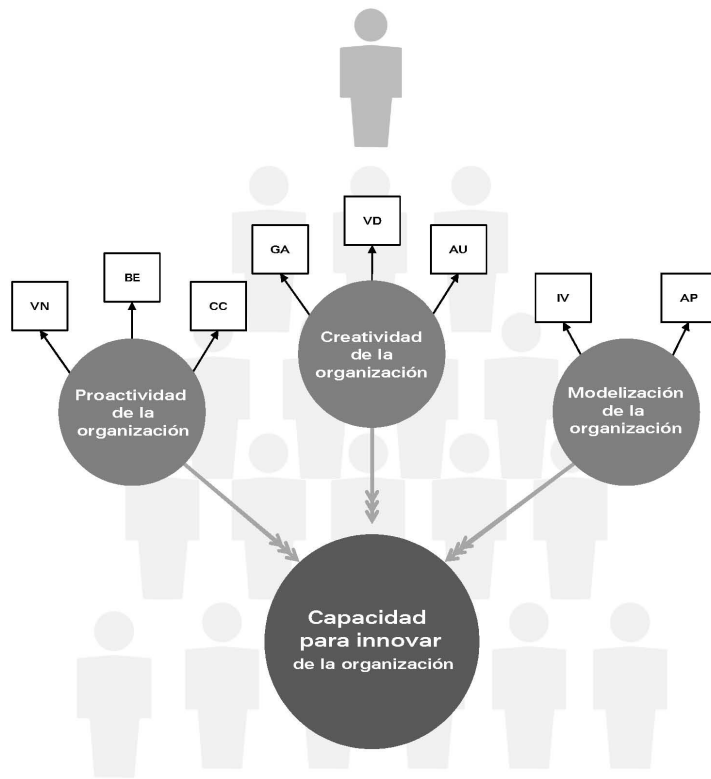 VD
GA
AU
BE
VN
CC
IV
AP
Creatividad
de la
organización
Proactividad
de la
organización
Modelización
de la
organización
Capacidad
para innovar
de la organización